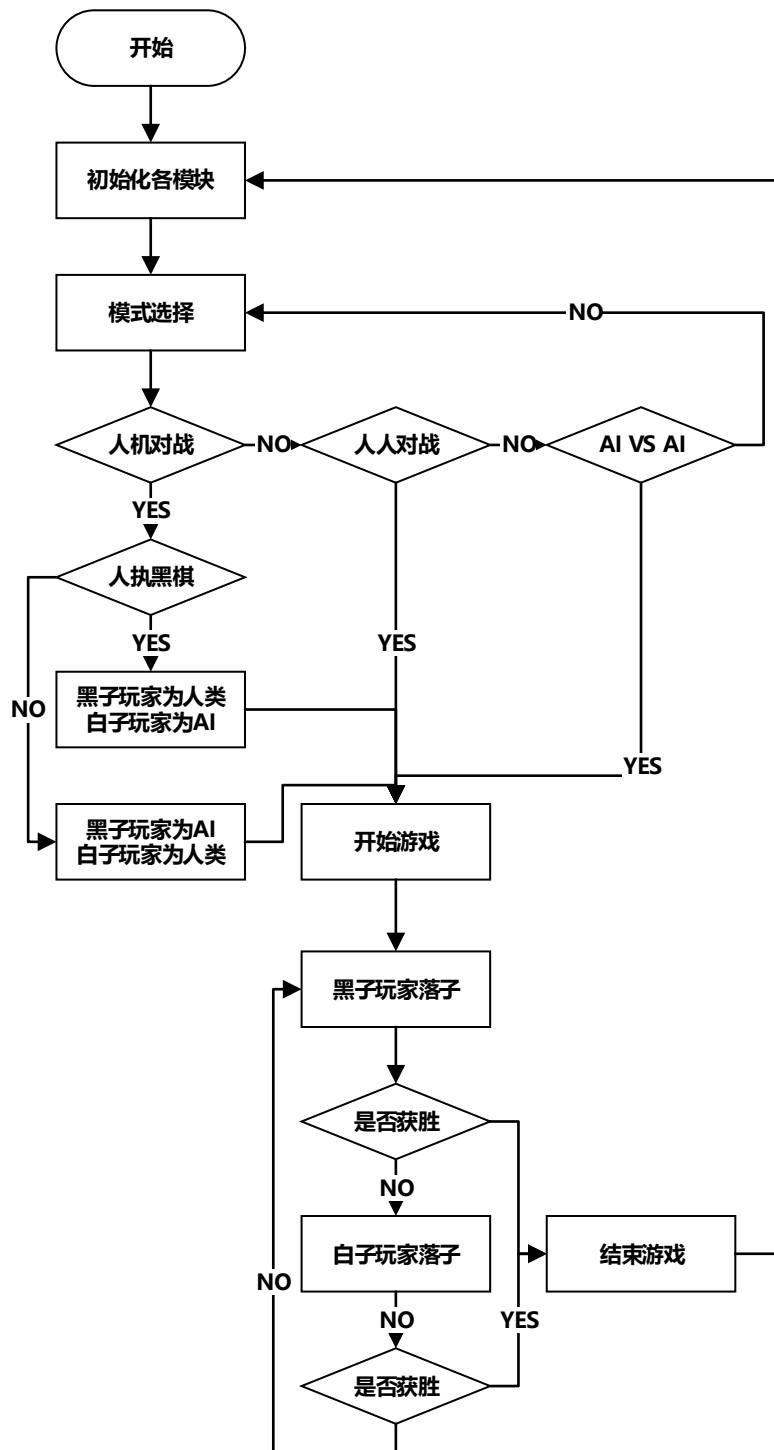 开始
初始化各模块
模式选择
NO
人机对战
NO
人人对战
NO
AI VS AI
YES
人执黑棋
YES
YES
NO
黑子玩家为人类
白子玩家为AI
YES
黑子玩家为AI
白子玩家为人类
开始游戏
黑子玩家落子
是否获胜
NO
白子玩家落子
结束游戏
NO
NO
YES
是否获胜